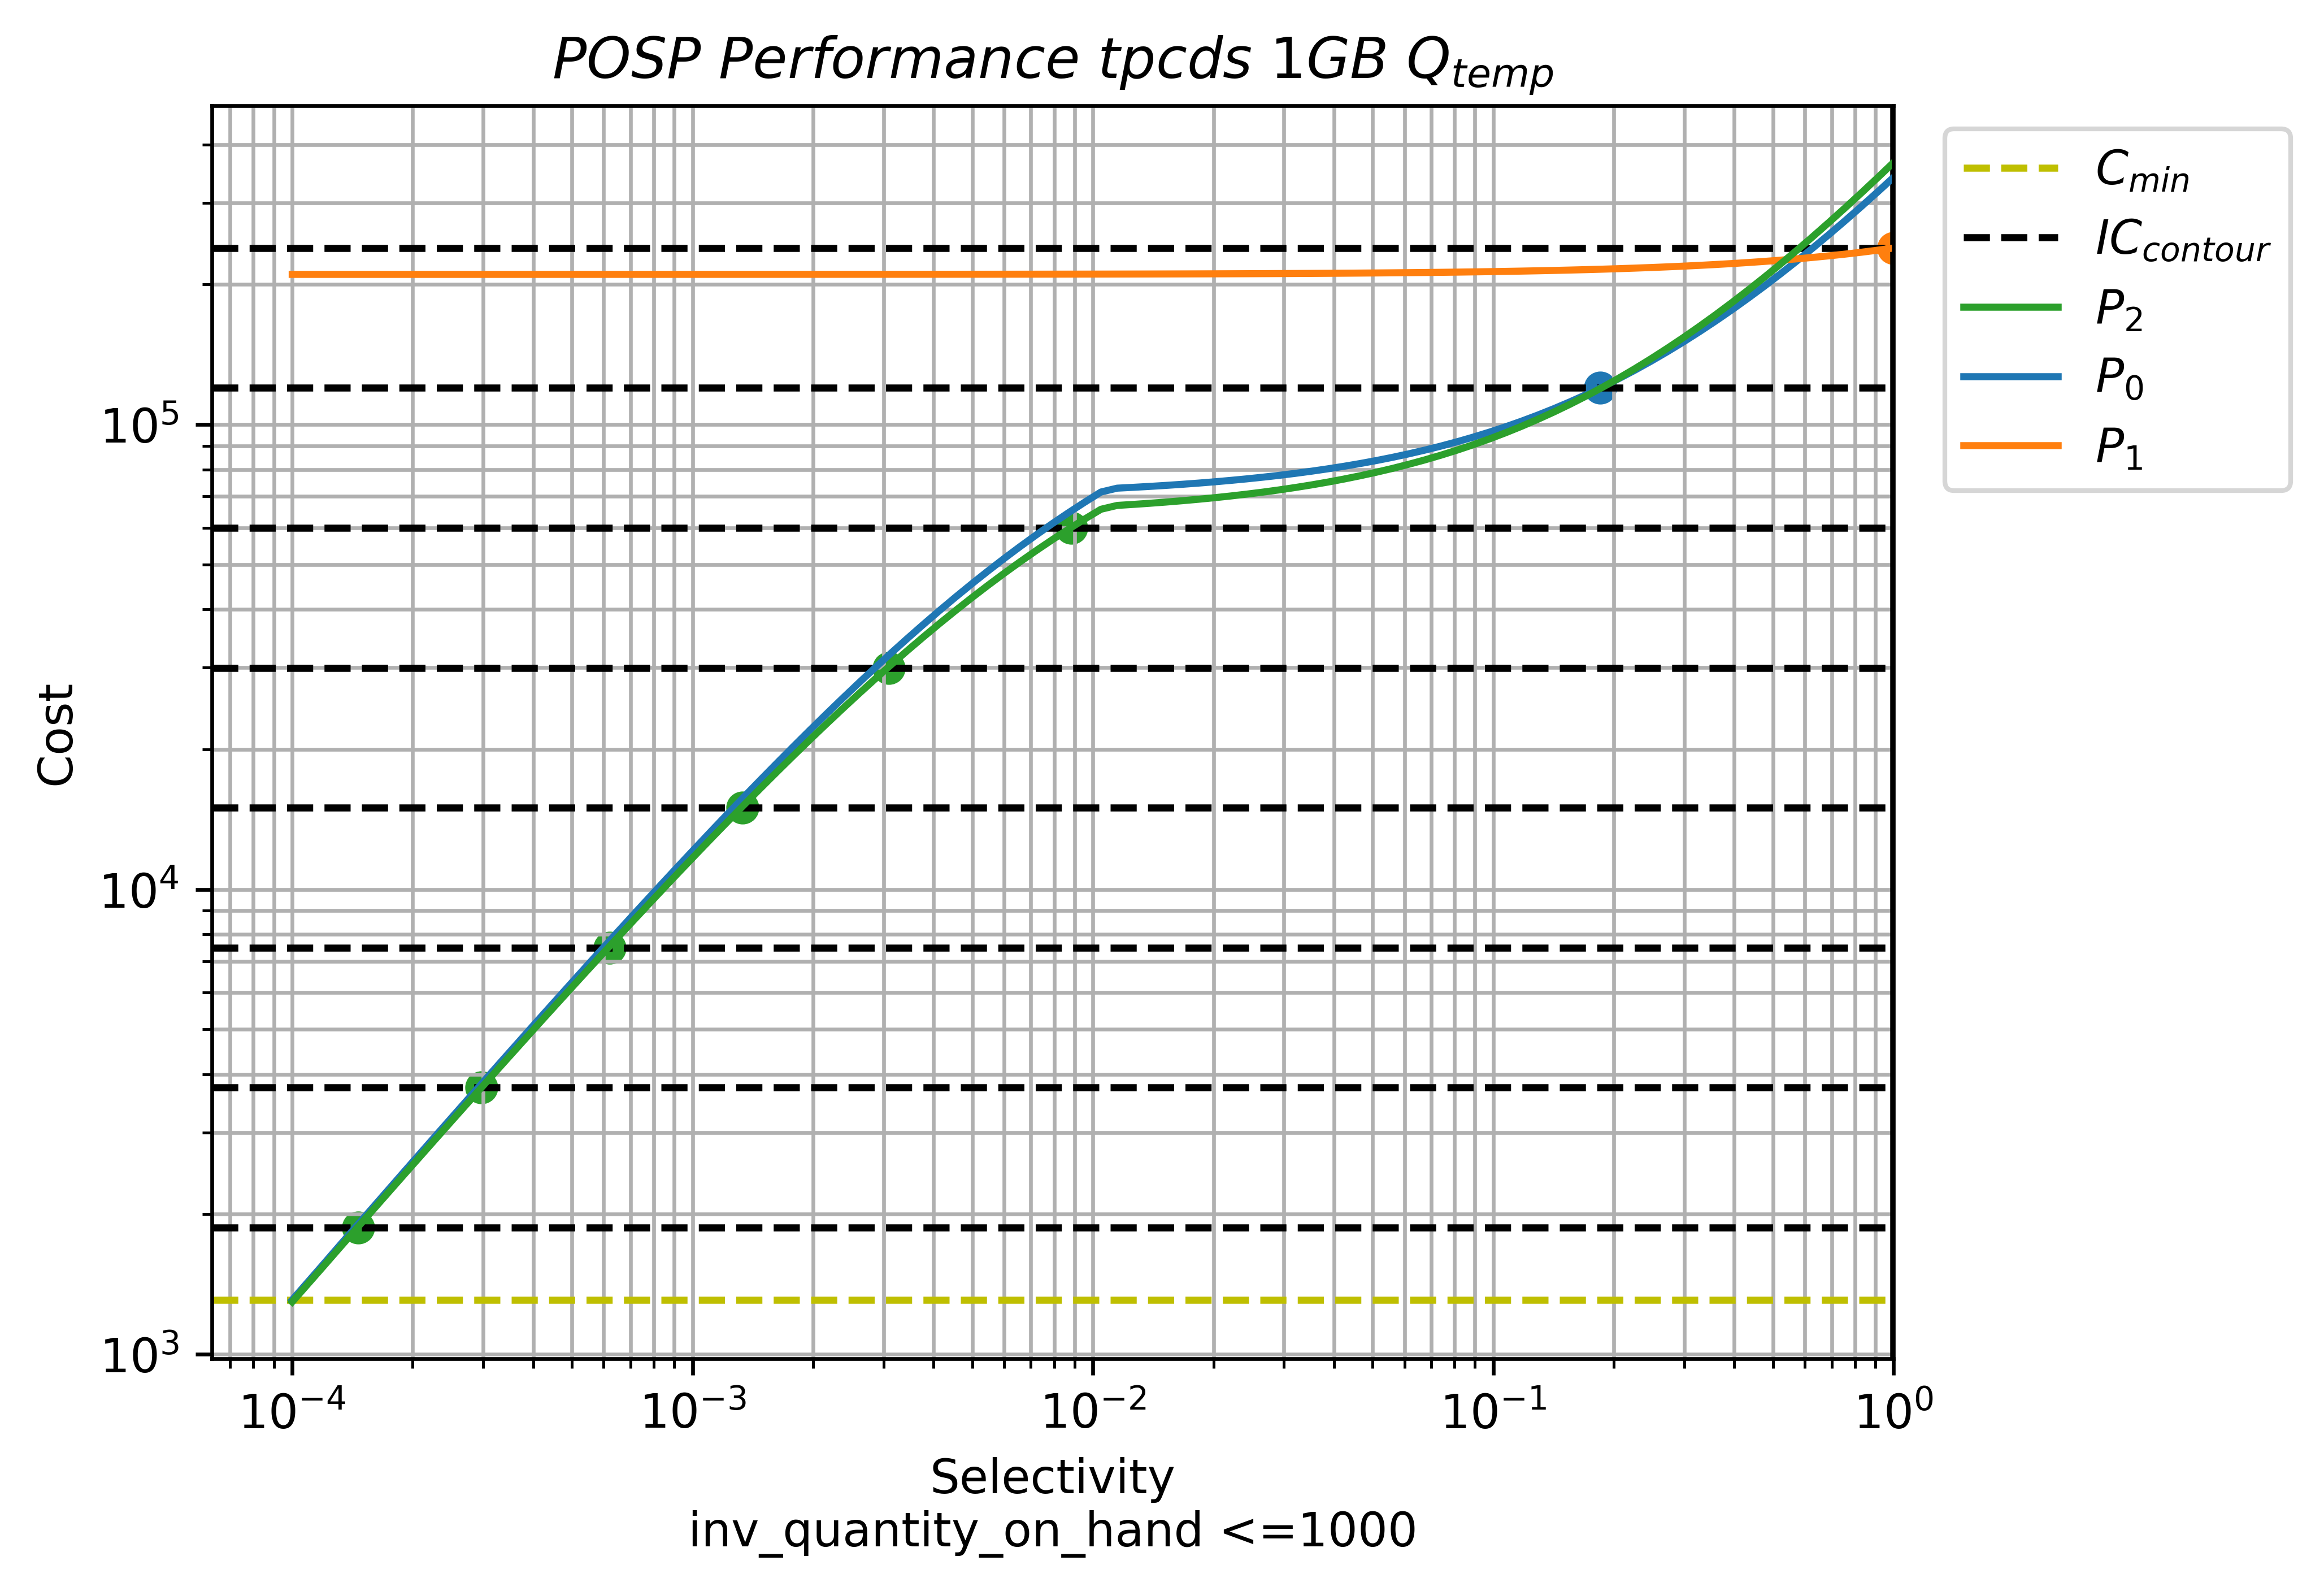 POSP Performance tpcds 1GB Q_temp
C_min
IC_contour
P_2
P_0
P_1
Cost
10^5
10^4
10^3
10^−4 10^−3 10^−2 10^−1 10^0
Selectivity
inv_quantity_on_hand <=1000